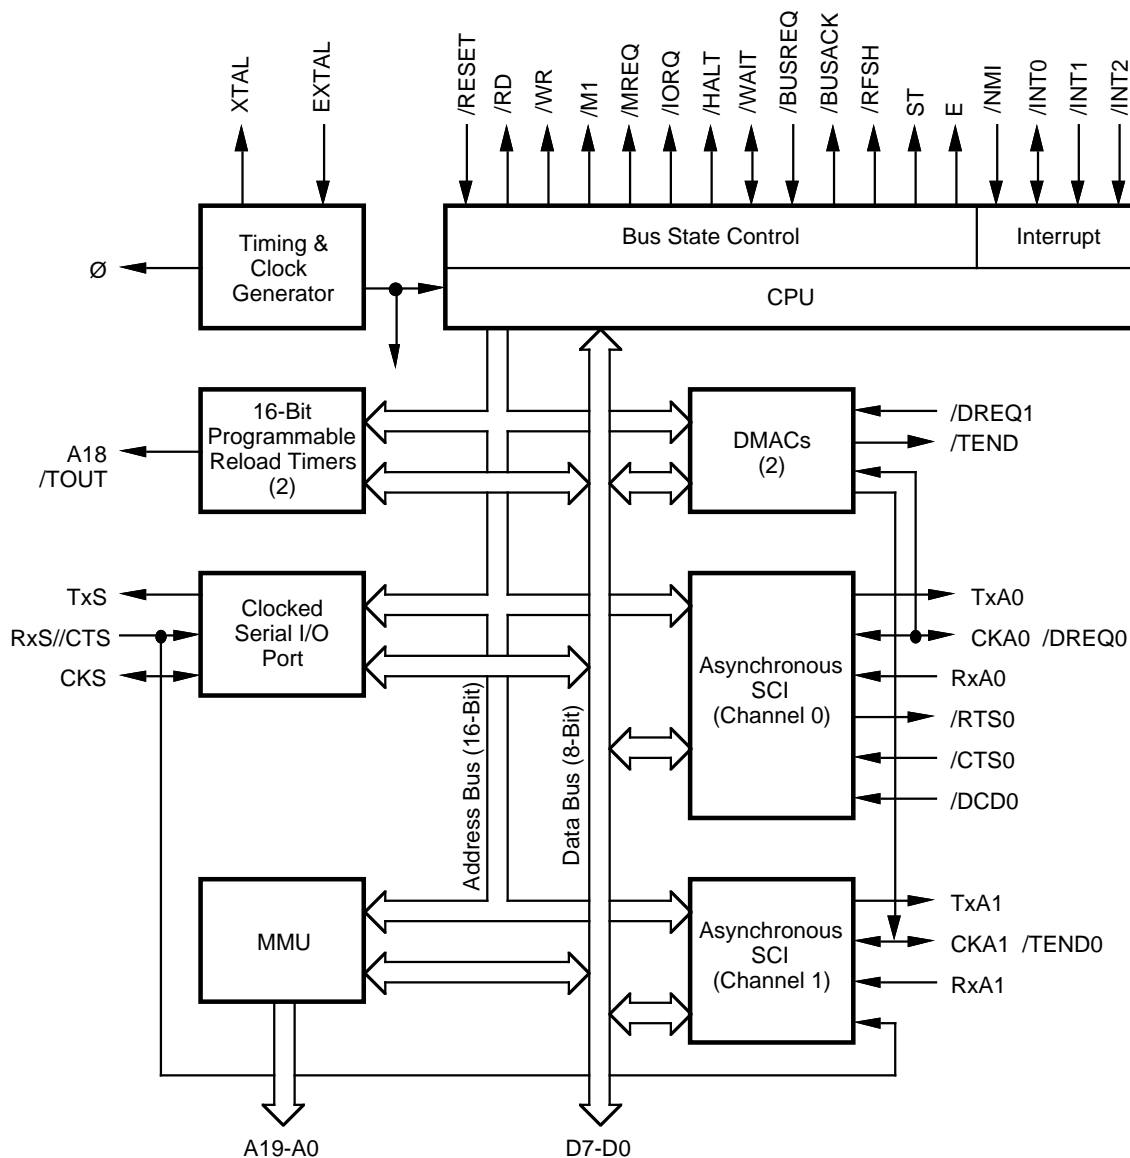 XTAL
EXTAL
/RESET
/RD
/WR
/M1
/MREQ
/IORQ
/HALT
/WAIT
/BUSREQ
/BUSACK
/RFSH
ST
E
/NMI
/INT0
/INT1
/INT2
Timing &
Clock
Generator
Bus State Control
Interrupt
CPU
Ø
16-Bit
Programmable
Reload Timers
(2)
A18
/TOUT
DMACs
(2)
/DREQ1
/TEND
TxS
RxS//CTS
CKS
Clocked
Serial I/O
Port
Asynchronous
SCI
(Channel 0)
TxA0
CKA0 /DREQ0
RxA0
/RTS0
/CTS0
/DCD0
Address Bus (16-Bit)
Data Bus (8-Bit)
MMU
Asynchronous
SCI
(Channel 1)
TxA1
CKA1 /TEND0
RxA1
A19-A0
D7-D0